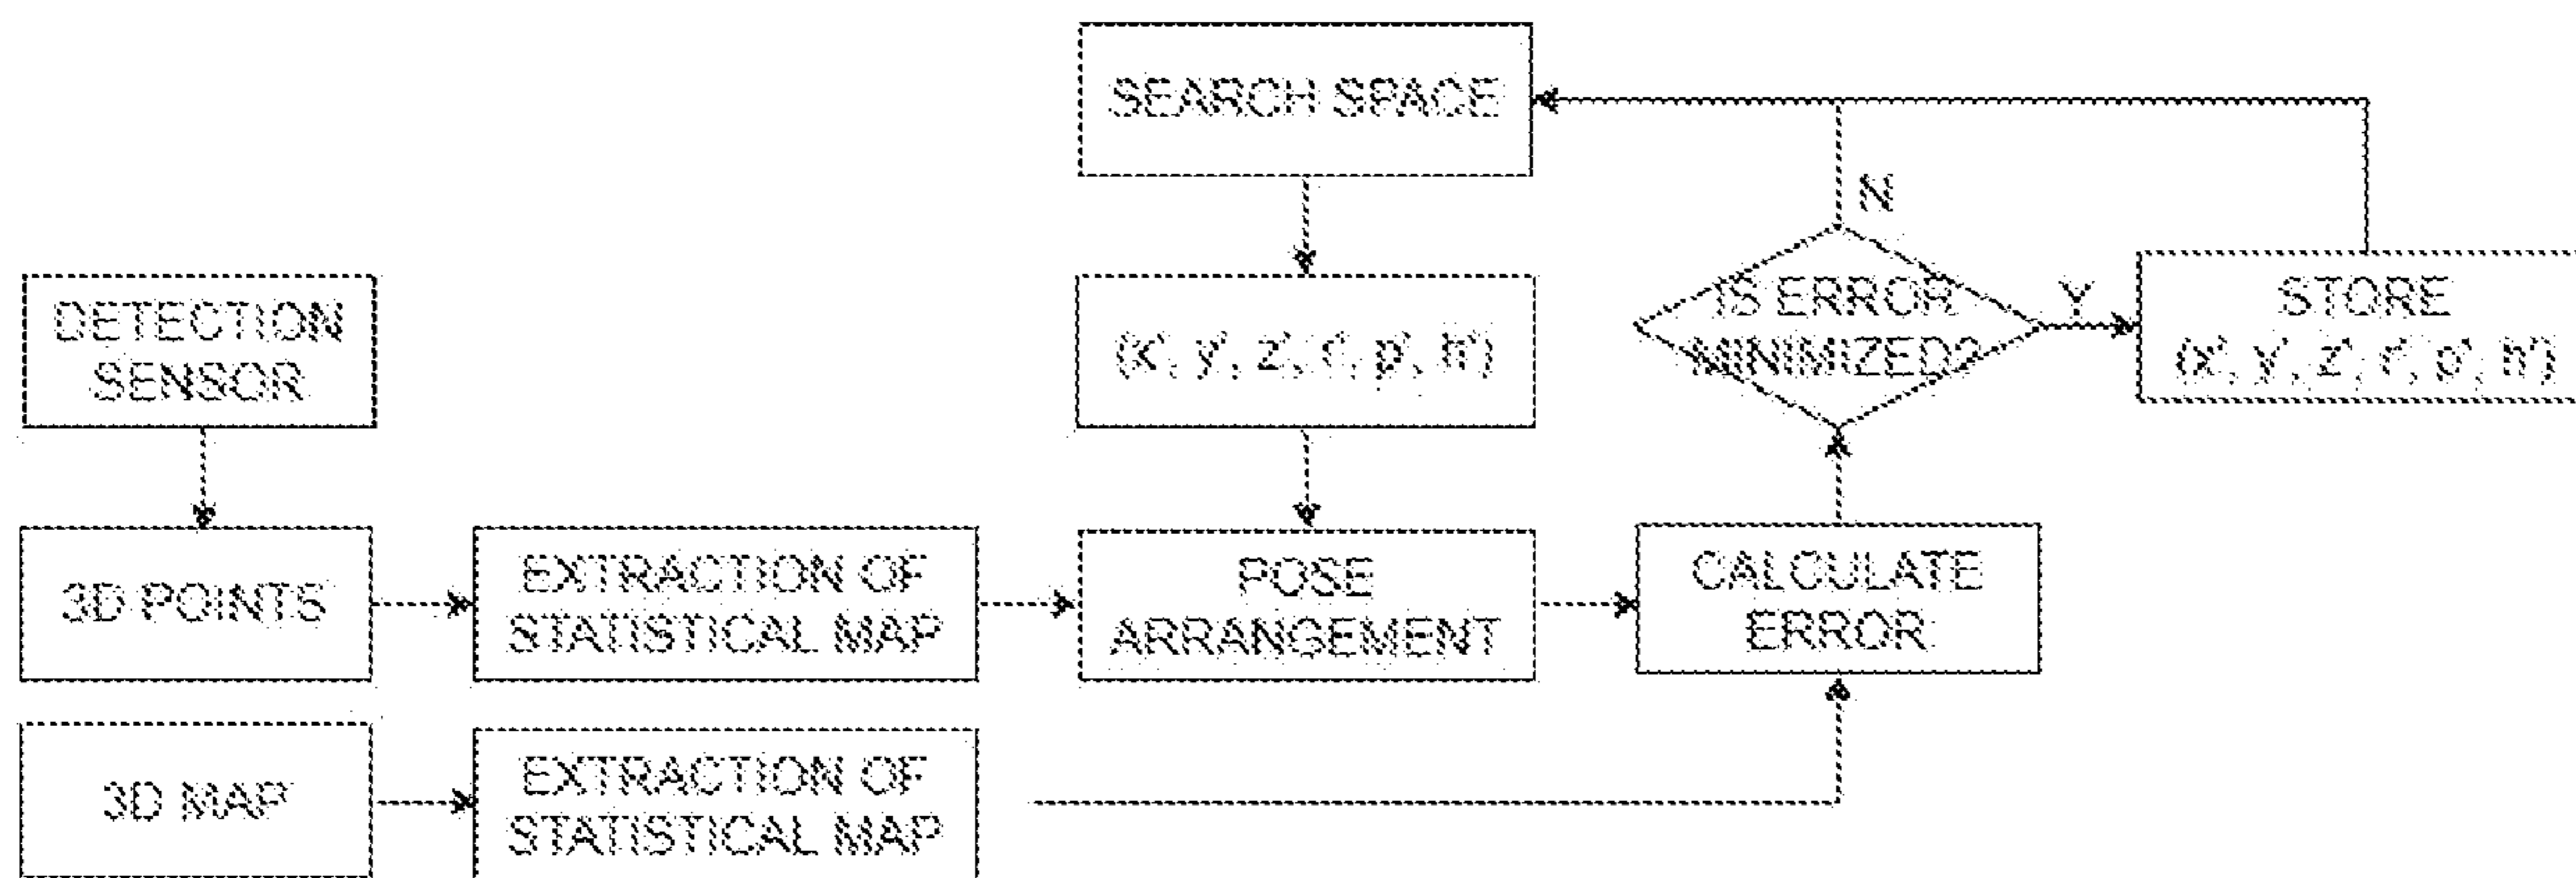 SEARCH SPACE
N
DETECTION
SENSOR
(x', y', z', r', p', h')
IS ERROR
MINIMIZED?
Y
STORE
(x', y', z', r', p', h')
3D POINTS
EXTRACTION OF
STATISTICAL MAP
POSE
ARRANGEMENT
CALCULATE
ERROR
3D MAP
EXTRACTION OF
STATISTICAL MAP